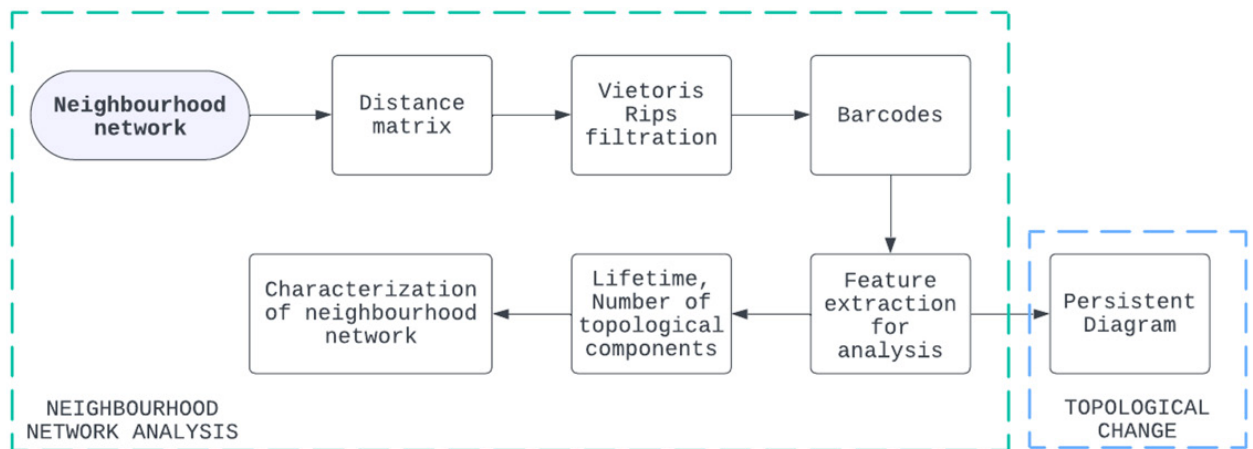 Neighbourhood
network
Distance
matrix
Vietoris
Rips
filtration
Barcodes
Characterization
of neighbourhood
network
Lifetime,
Number of
topological
components
Feature
extraction
for
analysis
Persistent
Diagram
NEIGHBOURHOOD
NETWORK ANALYSIS
TOPOLOGICAL
CHANGE